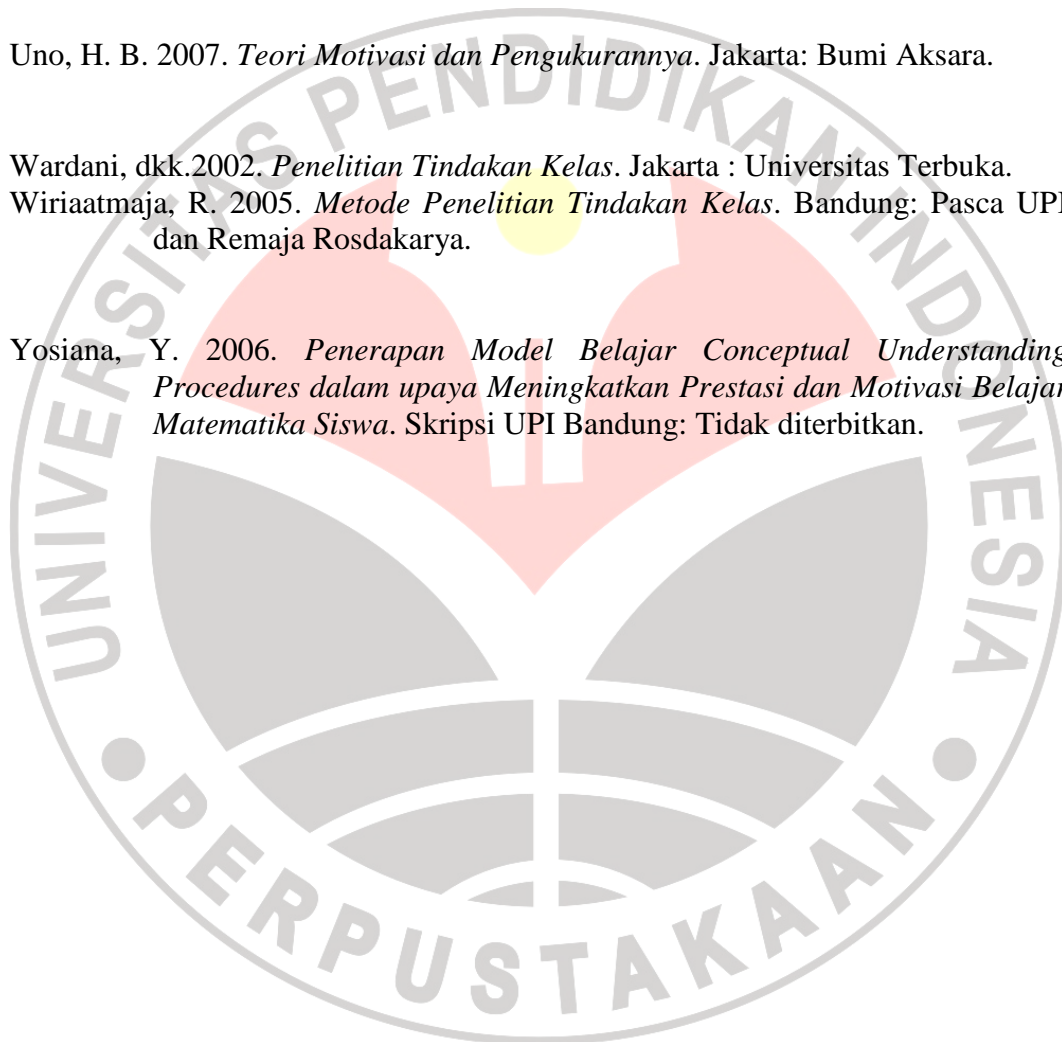 Uno, H. B. 2007. Teori Motivasi dan Pengukurannya. Jakarta: Bumi Aksara.
Wardani, dkk.2002. Penelitian Tindakan Kelas. Jakarta : Universitas Terbuka.
Wiriaatmaja, R. 2005. Metode Penelitian Tindakan Kelas. Bandung: Pasca UPI
dan Remaja Rosdakarya.
Yosiana, Y. 2006. Penerapan Model Belajar Conceptual Understanding
Procedures dalam upaya Meningkatkan Prestasi dan Motivasi Belajar
Matematika Siswa. Skripsi UPI Bandung: Tidak diterbitkan.
UNIVERSITAS PENDIDIKAN INDONESIA
PERPUSTAKAAN